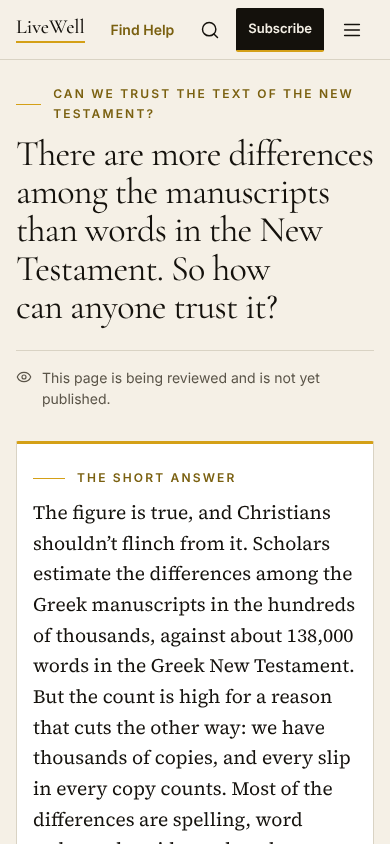 LiveWell
Find Help
Subscribe
CAN WE TRUST THE TEXT OF THE NEW
TESTAMENT?
There are more differences
among the manuscripts
than words in the New
Testament. So how
can anyone trust it?
This page is being reviewed and is not yet
published.
THE SHORT ANSWER
The figure is true, and Christians
shouldn’t flinch from it. Scholars
estimate the differences among the
Greek manuscripts in the hundreds
of thousands, against about 138,000
words in the Greek New Testament.
But the count is high for a reason
that cuts the other way: we have
thousands of copies, and every slip
in every copy counts. Most of the
differences are spelling, word